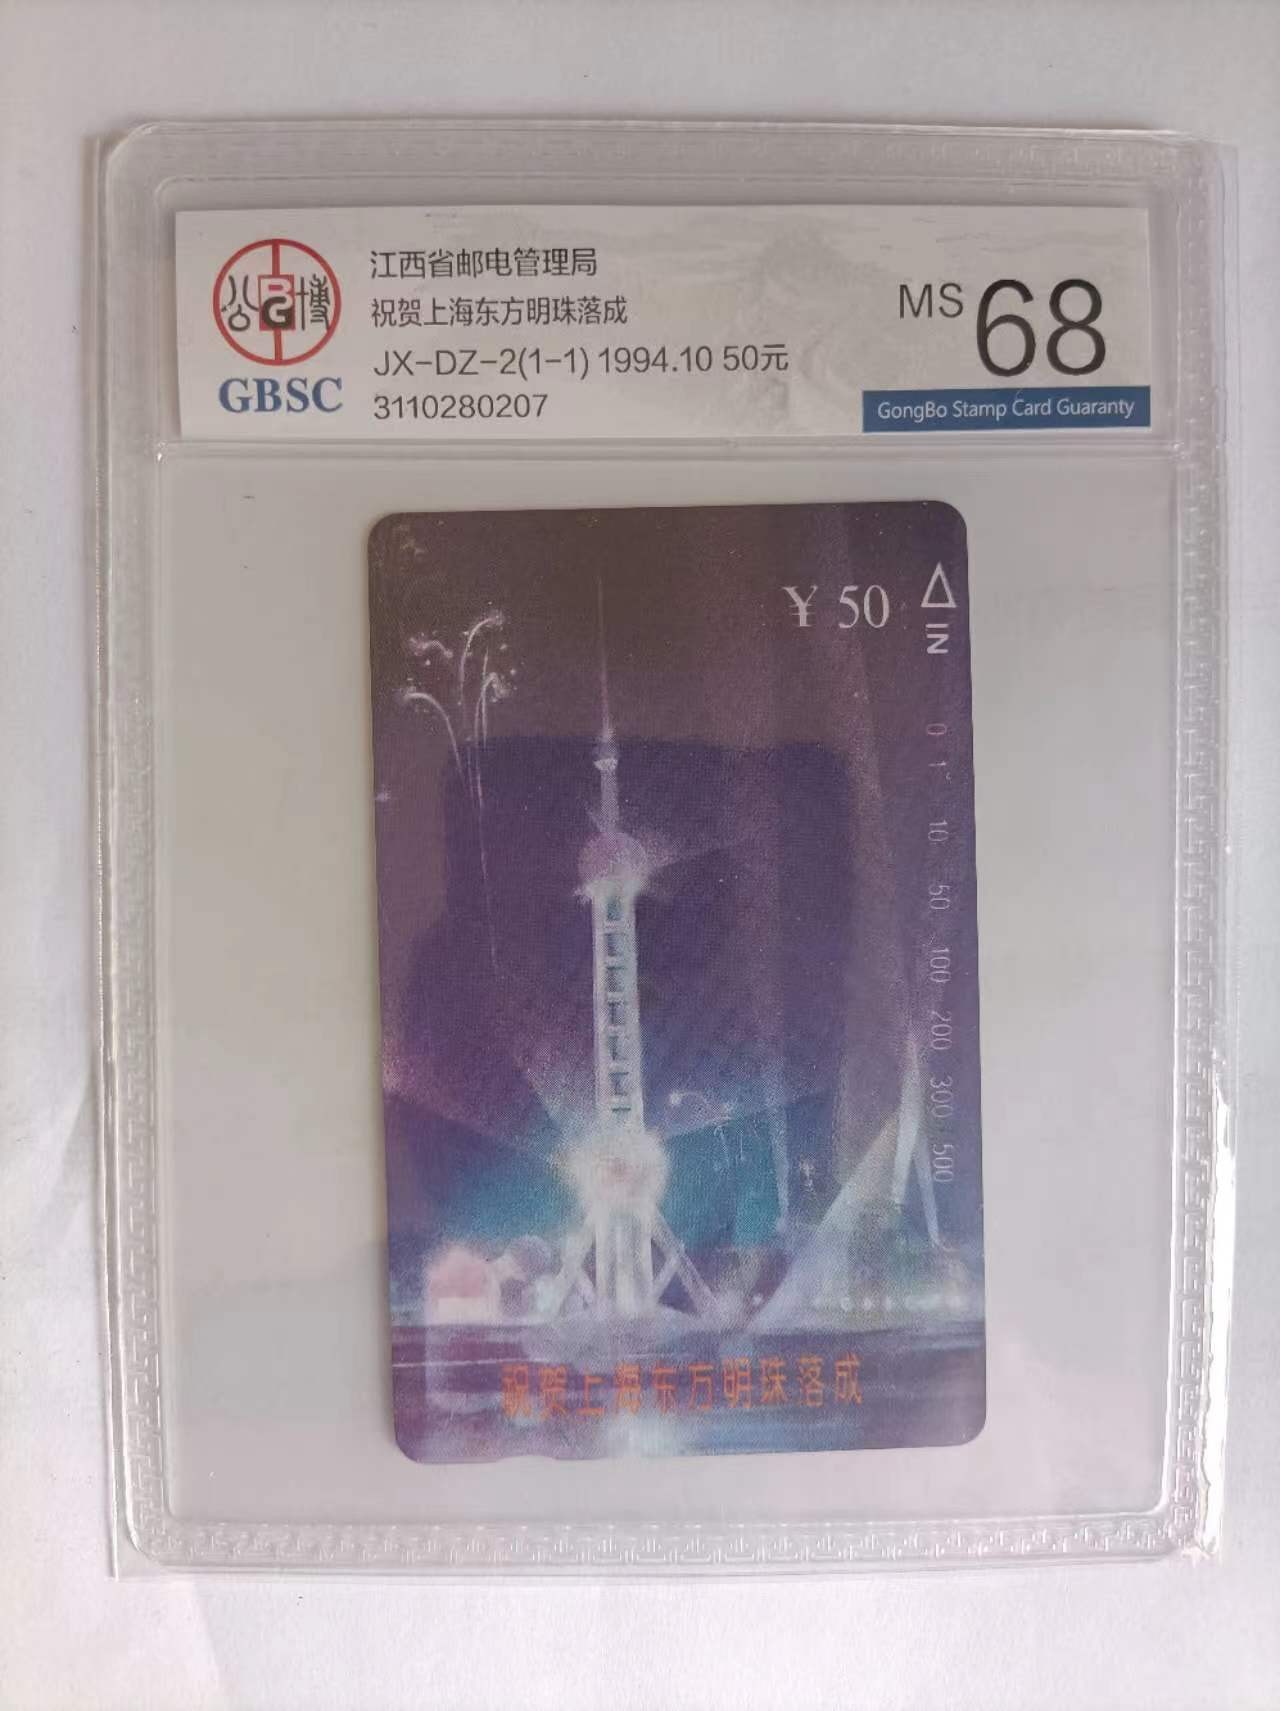 公博
BG
GBSC
江西省邮电管理局
祝贺上海东方明珠落成
JX-DZ-2(1-1) 1994.10 50元
3110280207
MS 68
GongBo Stamp Card Guaranty
¥ 50
IN
0 1 10 50 100 200 300 500
祝贺上海东方明珠落成